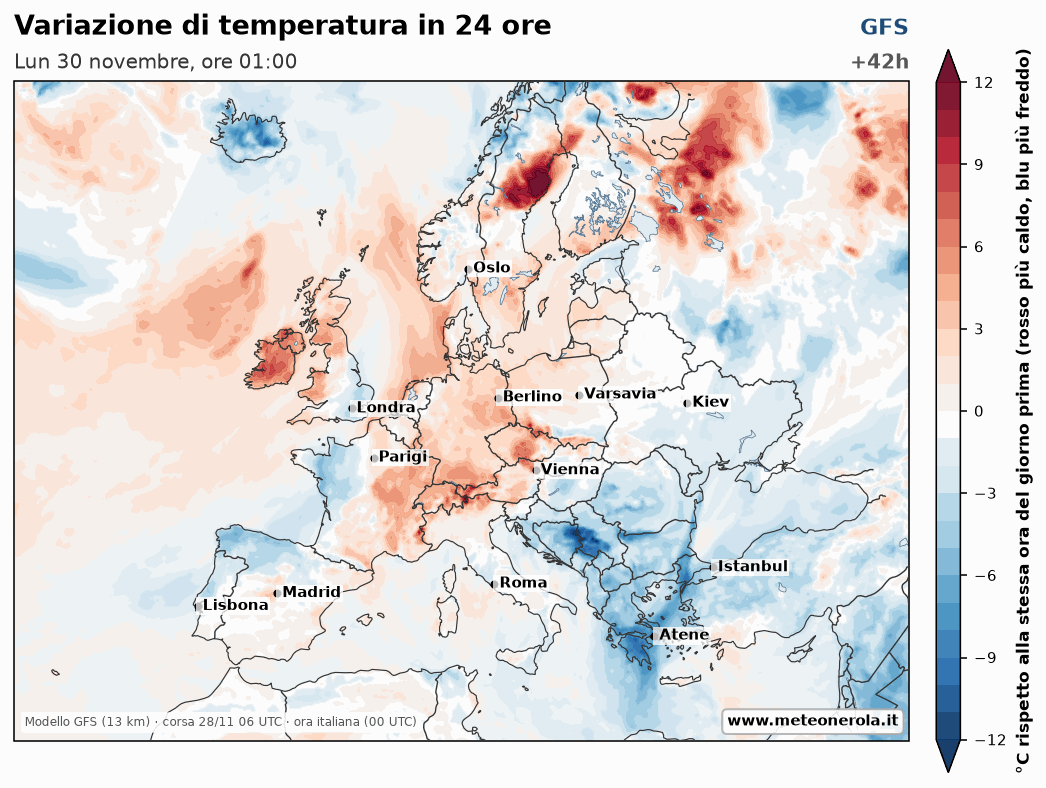 Variazione di temperatura in 24 ore
GFS
Lun 30 novembre, ore 01:00
+42h
Oslo
Berlino
Varsavia
Kiev
Londra
Parigi
Vienna
Istanbul
Roma
Madrid
Lisbona
Atene
Modello GFS (13 km) · corsa 28/11 06 UTC · ora italiana (00 UTC)
www.meteonerola.it
12
9
6
3
0
−3
−6
−9
−12
°C rispetto alla stessa ora del giorno prima (rosso più caldo, blu più freddo)